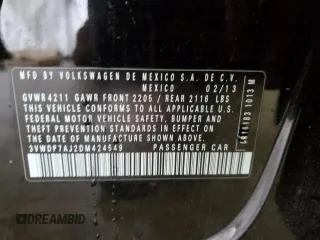 MFD BY VOLKSWAGEN DE MEXICO S.A. DE C.V.
MEXICO 02/13
GVWR 4211 GAWR FRONT 2205 / REAR 2116 LBS
THIS VEHICLE CONFORMS TO ALL APPLICABLE U.S.
FEDERAL MOTOR VEHICLE SAFETY, BUMPER, AND
THEFT PREVENTION STANDARDS IN EFFECT ON THE
DATE OF MANUFACTURE SHOWN ABOVE
3VWDP7AJ2DM424549 PASSENGER CAR
1013 M
DREAMBID